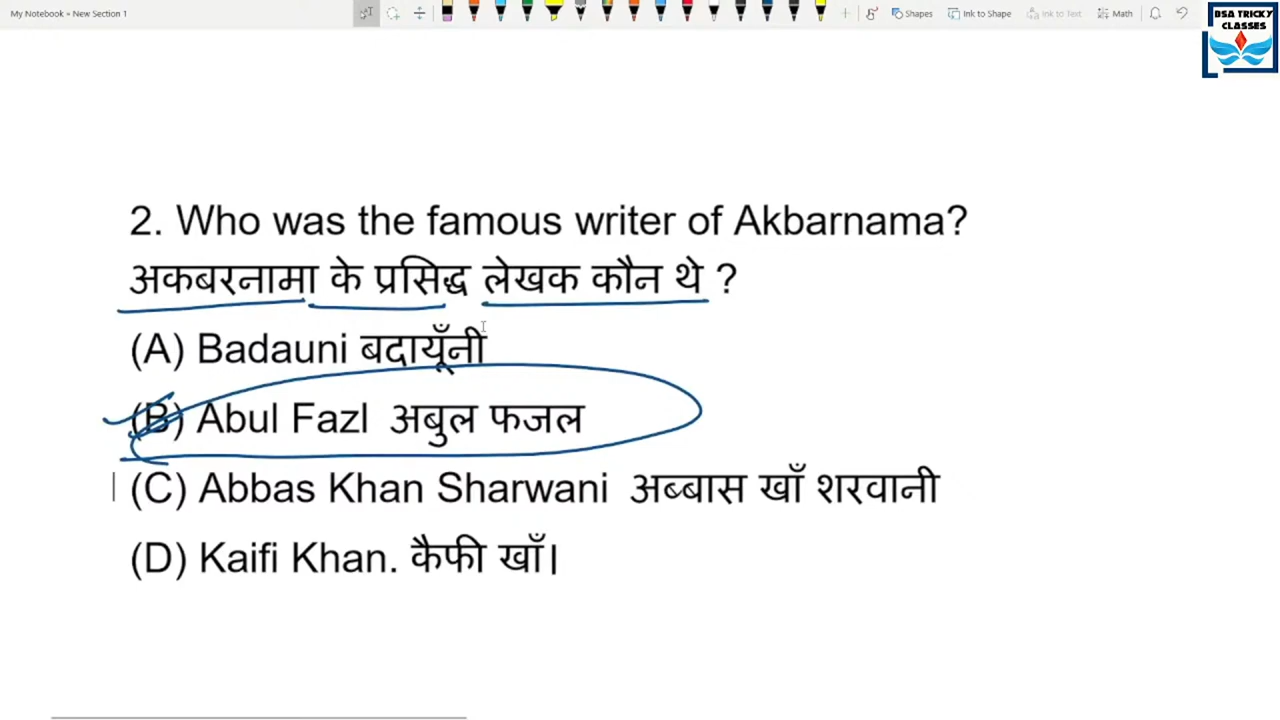 My Notebook » New Section 1
Shapes
Ink to Shape
Ink to Text
Math
BSA TRICKY
CLASSES
2. Who was the famous writer of Akbarnama?
अकबरनामा के प्रसिद्ध लेखक कौन थे ?
(A) Badauni बदायूँनी
(B) Abul Fazl अबुल फजल
(C) Abbas Khan Sharwani अब्बास खाँ शरवानी
(D) Kaifi Khan. कैफी खाँ।